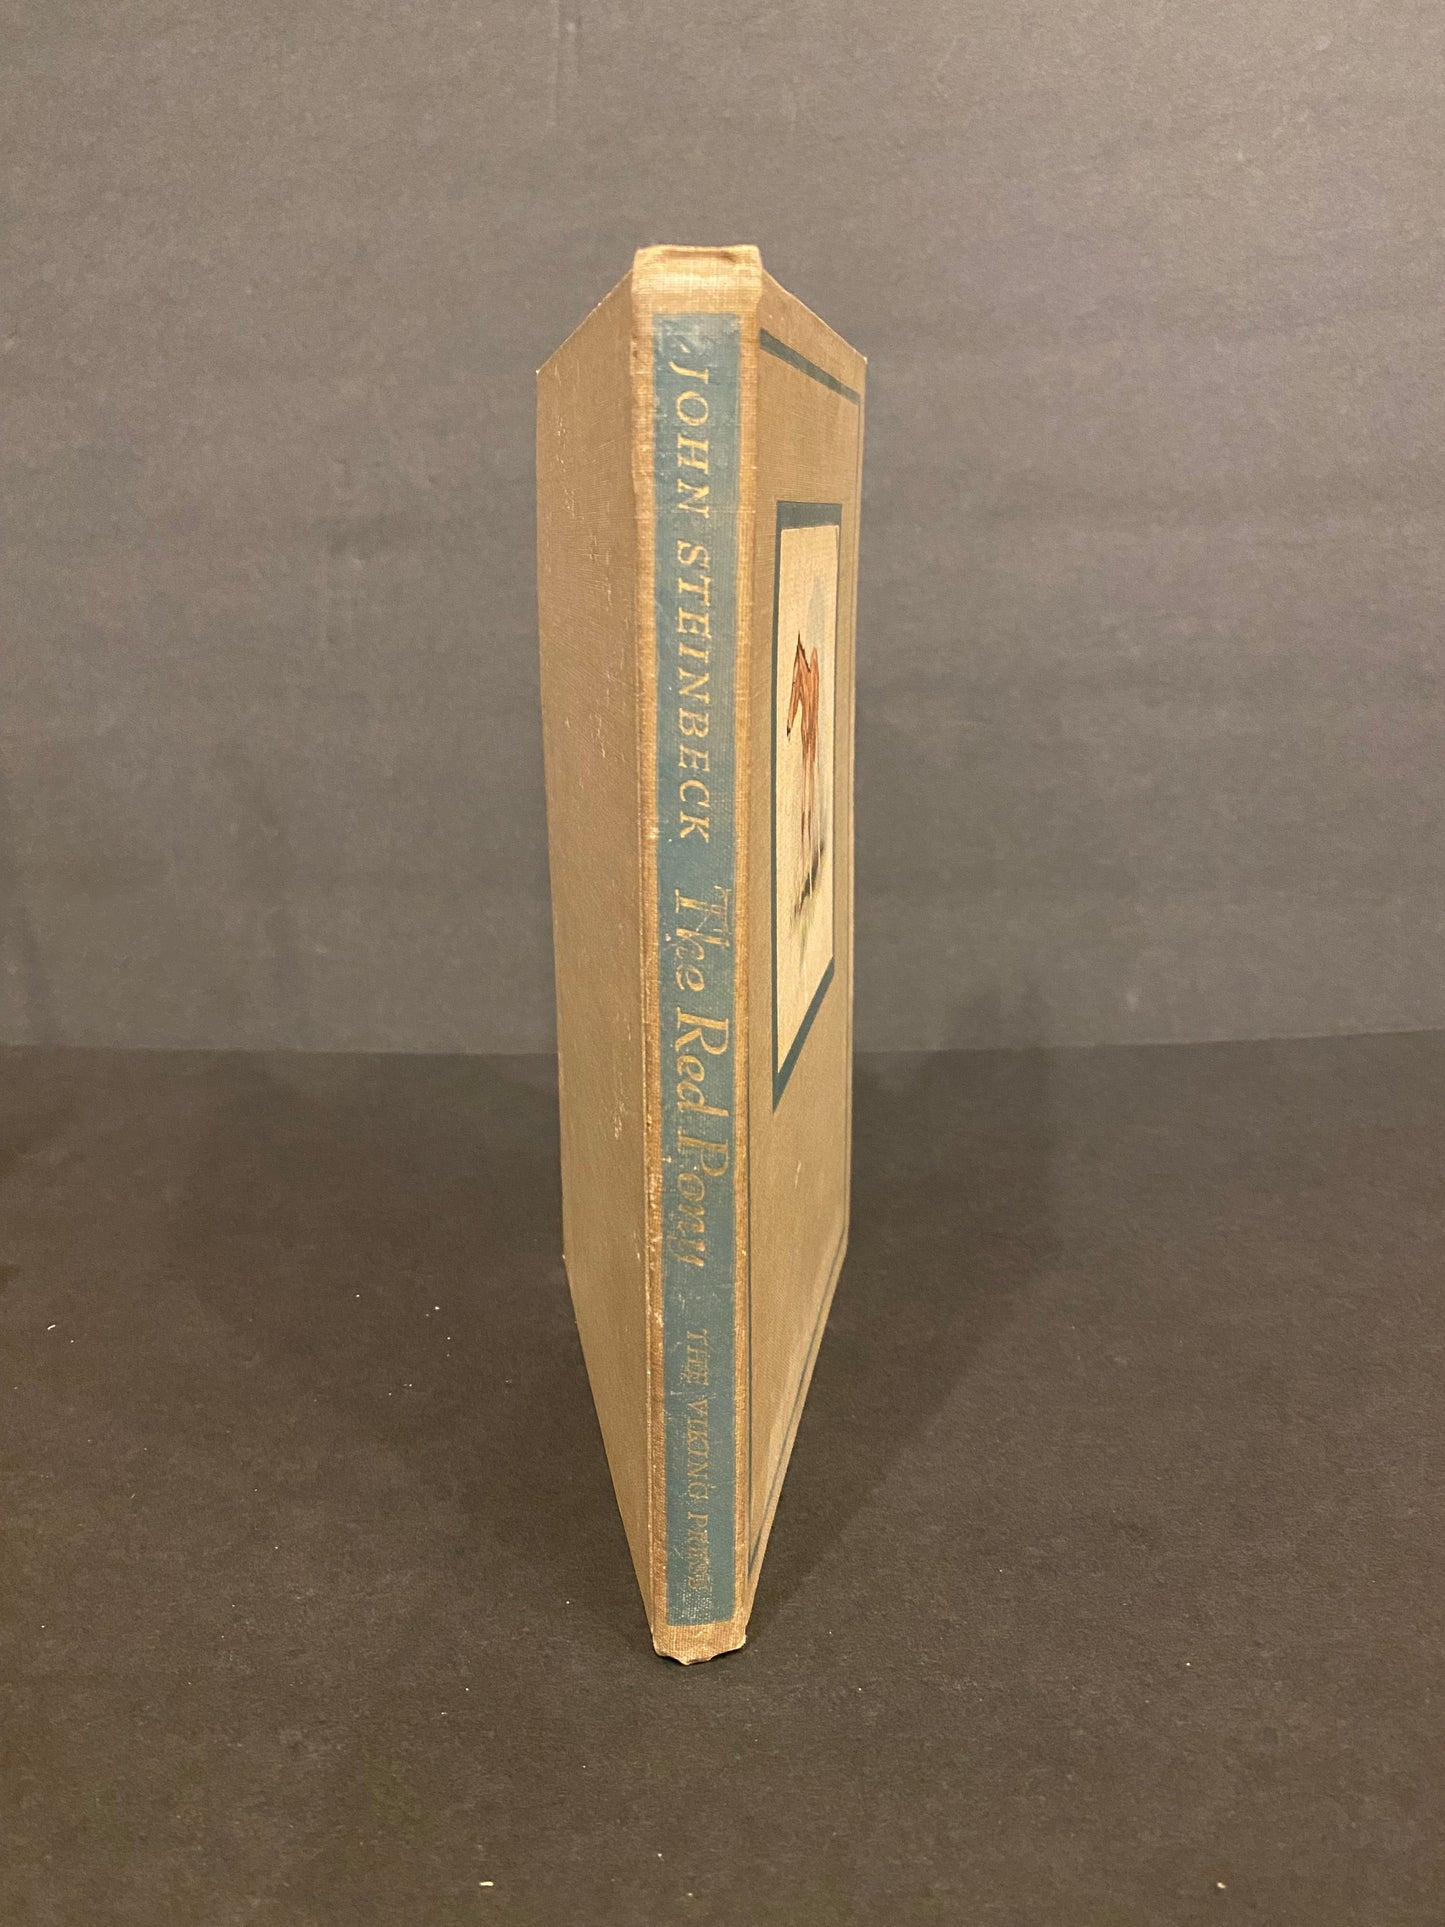 JOHN STEINBECK The Red Pony THE VIKING PRESS